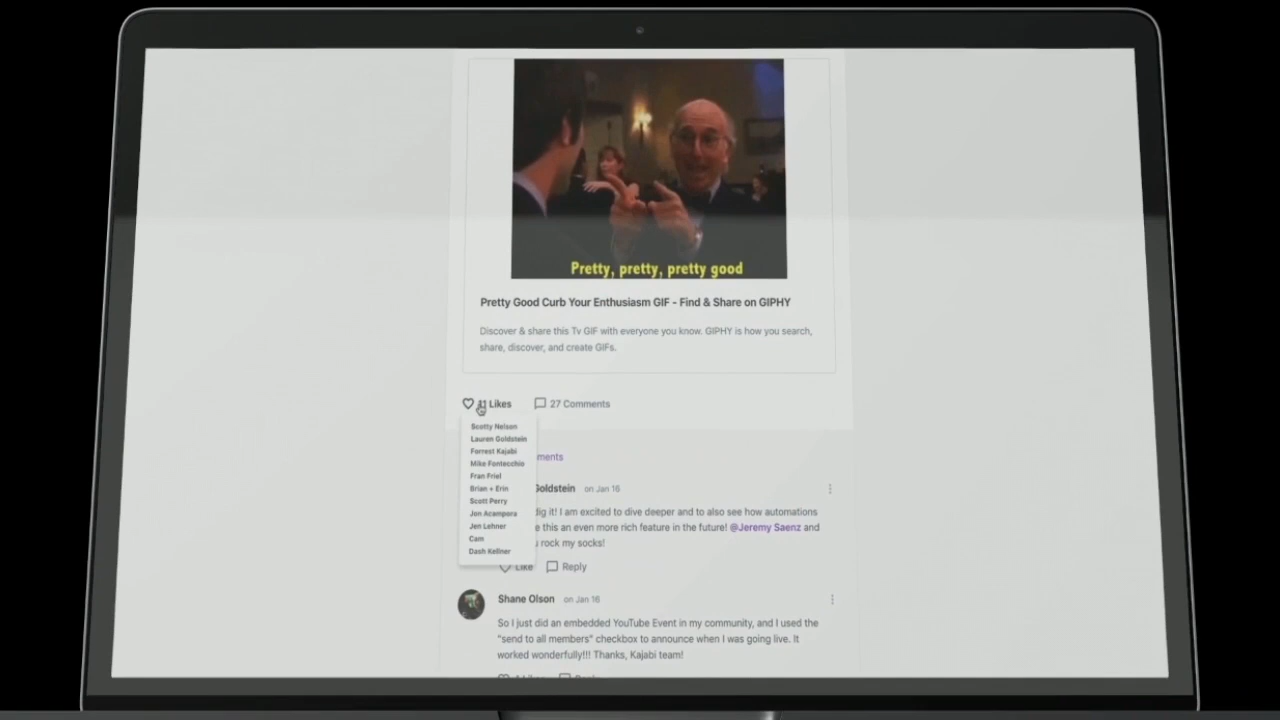 Pretty, pretty, pretty good
Pretty Good Curb Your Enthusiasm GIF - Find & Share on GIPHY
Discover & share this Tv GIF with everyone you know. GIPHY is how you search,
share, discover, and create GIFs.
Likes
27 Comments
Scotty Nelson
Lauren Goldstein
Forrest Kajabi
Mike Fontecchio
Fran Friel
Brian + Erin
Scott Perry
Jon Acampora
Jen Lehner
Cam
Dash Kellner
ments
Goldstein on Jan 16
dig it! I am excited to dive deeper and to also see how automations
e this an even more rich feature in the future! @Jeremy Saenz and
u rock my socks!
Like Reply
Shane Olson on Jan 16
So I just did an embedded YouTube Event in my community, and I used the
"send to all members" checkbox to announce when I was going live. It
worked wonderfully!!! Thanks, Kajabi team!